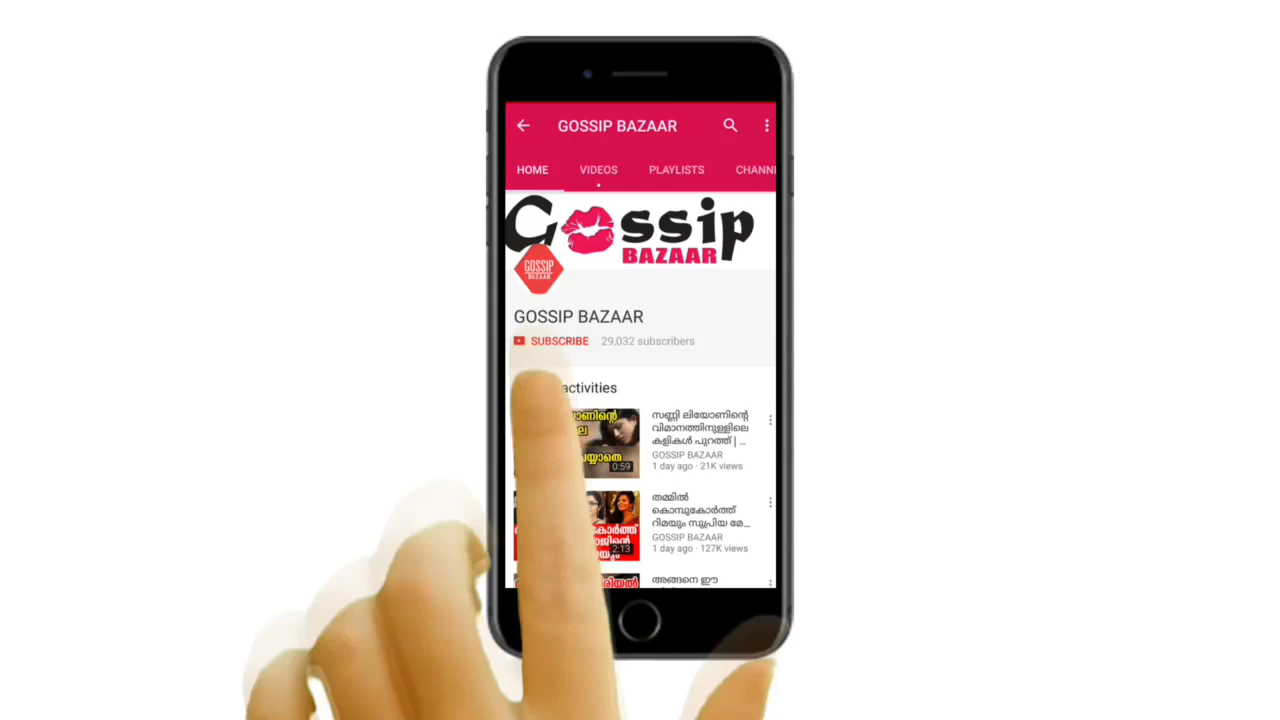 GOSSIP BAZAAR
HOME VIDEOS PLAYLISTS CHANN
Gossip
BAZAAR
GOSSIP
BAZAAR
GOSSIP BAZAAR
SUBSCRIBE 29,032 subscribers
activities
സണ്ണി ലിയോണിന്റെ
വിമാനത്തിനുള്ളിലെ
കളികൾ പുറത്ത് | ...
GOSSIP BAZAAR
1 day ago · 21K views
0:59
തമ്മിൽ
കൊമ്പുകോർത്ത്
റിമയും സുപ്രിയ മേ...
GOSSIP BAZAAR
1 day ago · 127K views
2:13
അങ്ങനെ ഈ